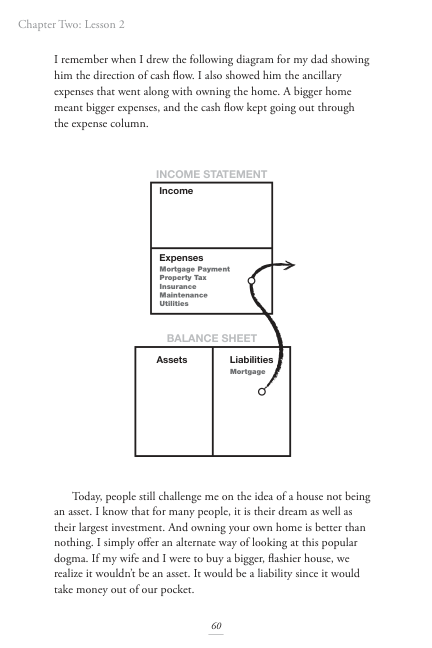 Chapter Two: Lesson 2
I remember when I drew the following diagram for my dad showing
him the direction of cash flow. I also showed him the ancillary
expenses that went along with owning the home. A bigger home
meant bigger expenses, and the cash flow kept going out through
the expense column.
INCOME STATEMENT
Income
Expenses
Mortgage Payment
Property Tax
Insurance
Maintenance
Utilities
BALANCE SHEET
Assets
Liabilities
Mortgage
Today, people still challenge me on the idea of a house not being
an asset. I know that for many people, it is their dream as well as
their largest investment. And owning your own home is better than
nothing. I simply offer an alternate way of looking at this popular
dogma. If my wife and I were to buy a bigger, flashier house, we
realize it wouldn’t be an asset. It would be a liability since it would
take money out of our pocket.
60